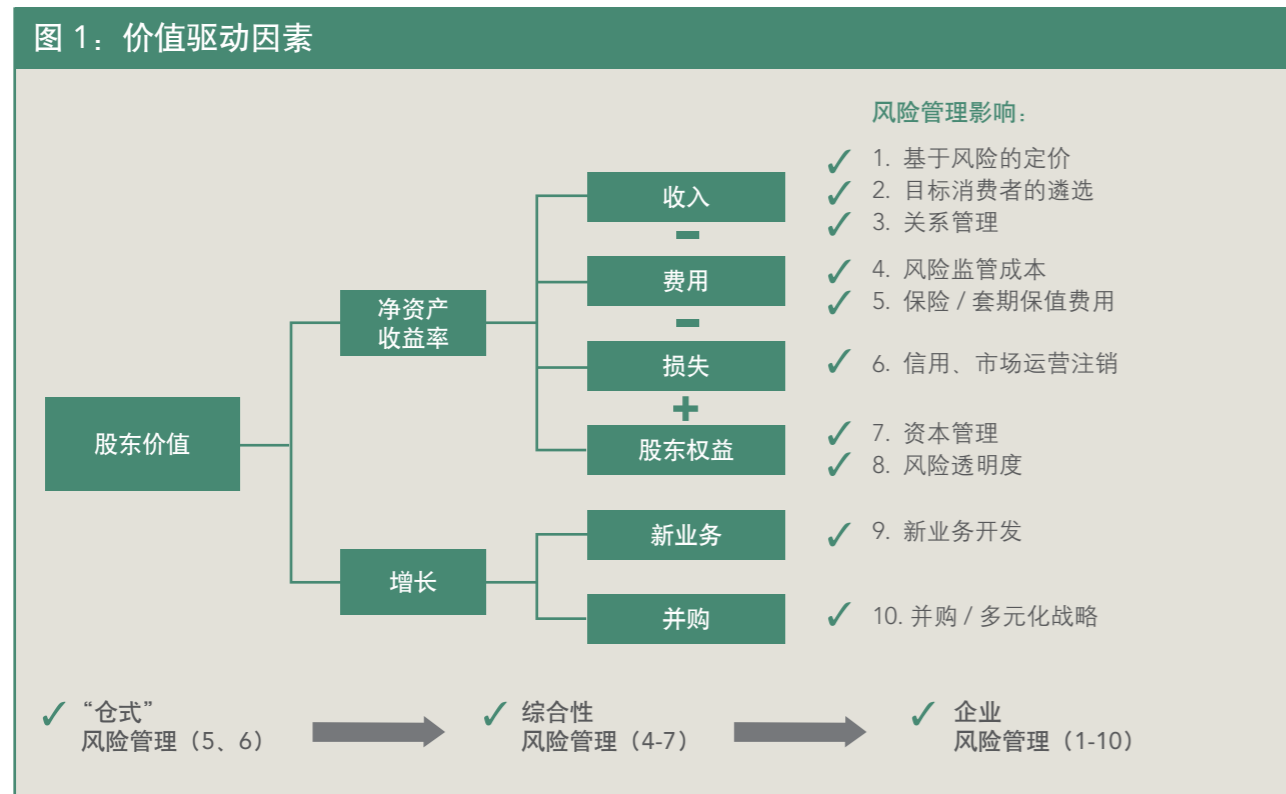 图 1：价值驱动因素
风险管理影响：
股东价值
净资产
收益率
增长
收入
－
费用
－
损失
＋
股东权益
新业务
并购
✓ 1. 基于风险的定价
✓ 2. 目标消费者的遴选
✓ 3. 关系管理
✓ 4. 风险监管成本
✓ 5. 保险 / 套期保值费用
✓ 6. 信用、市场运营注销
✓ 7. 资本管理
✓ 8. 风险透明度
✓ 9. 新业务开发
✓ 10. 并购 / 多元化战略
✓ “仓式”
风险管理（5、6）
✓ 综合性
风险管理（4-7）
✓ 企业
风险管理（1-10）